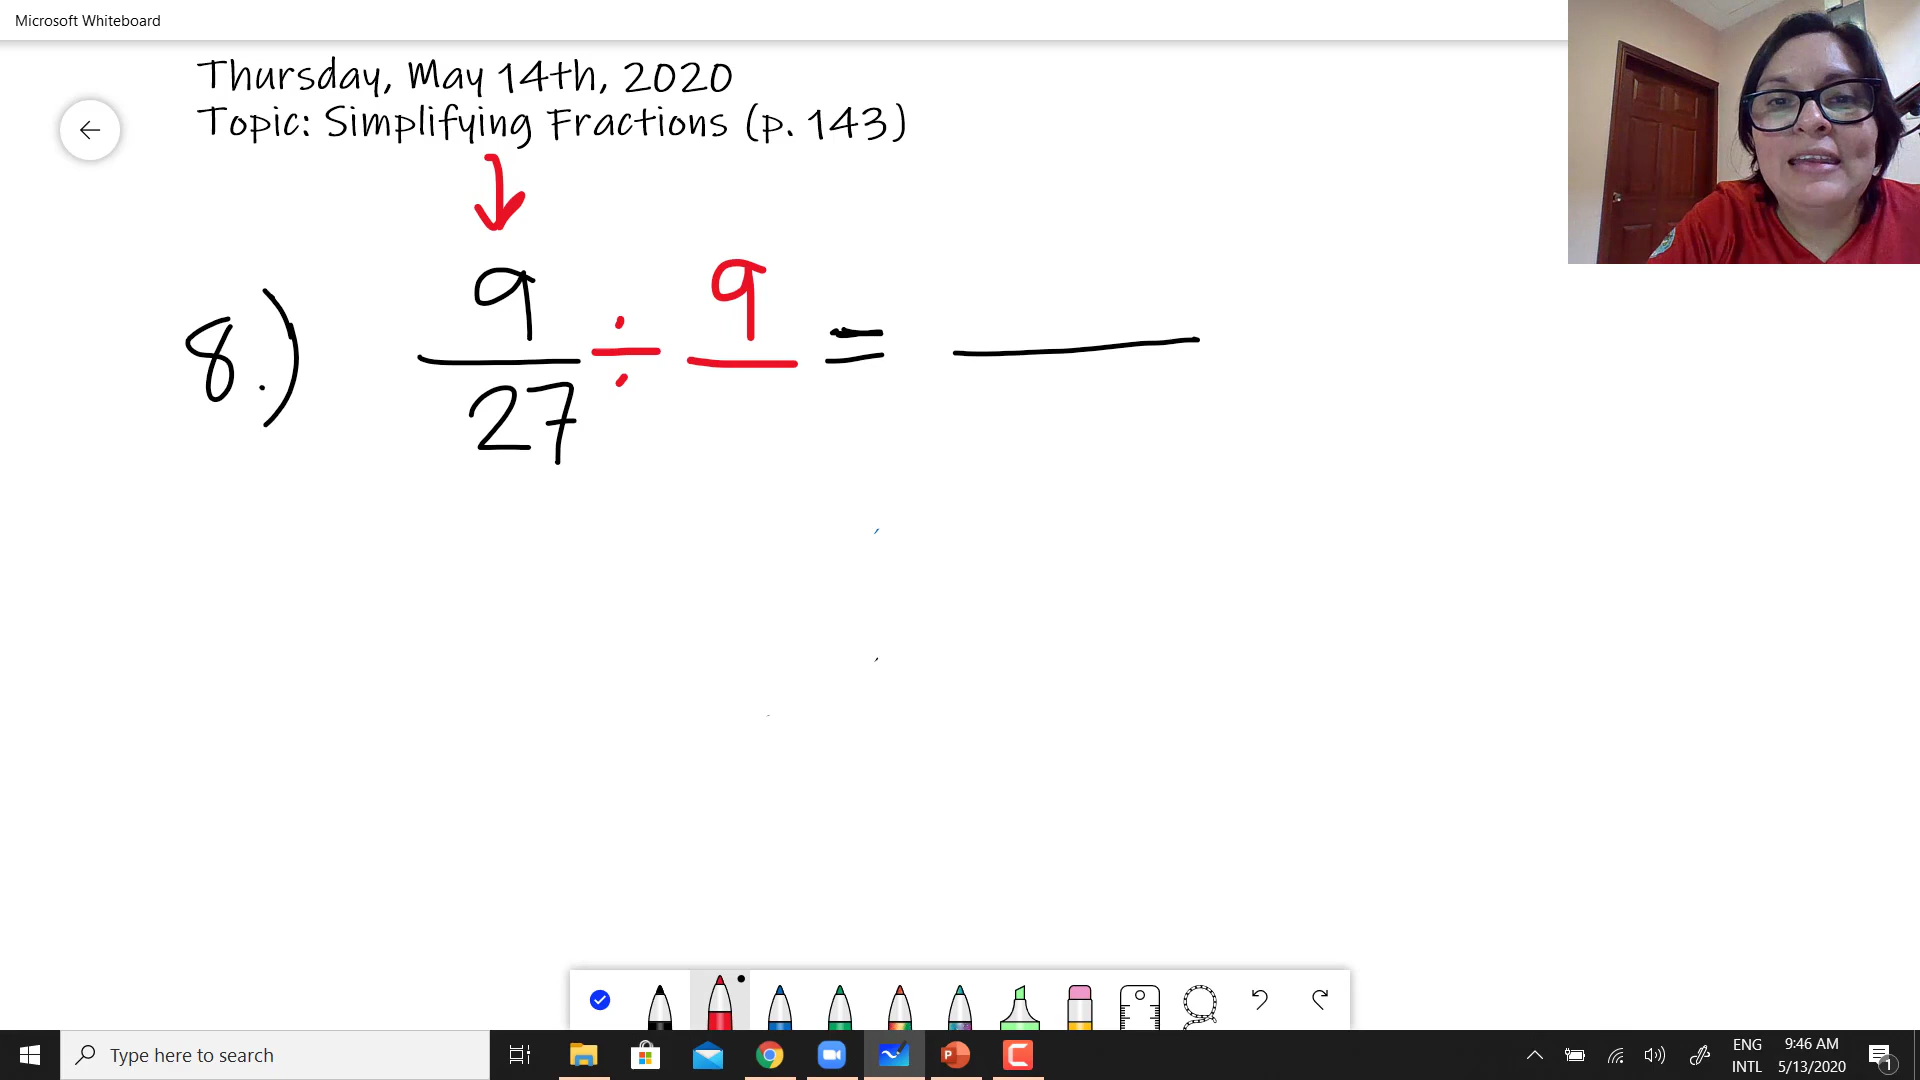 Microsoft Whiteboard
Thursday, May 14th, 2020
Topic: Simplifying Fractions (p. 143)
8.) 9/27 ÷ 9/ =
Type here to search
ENG
INTL
9:46 AM
5/13/2020
1